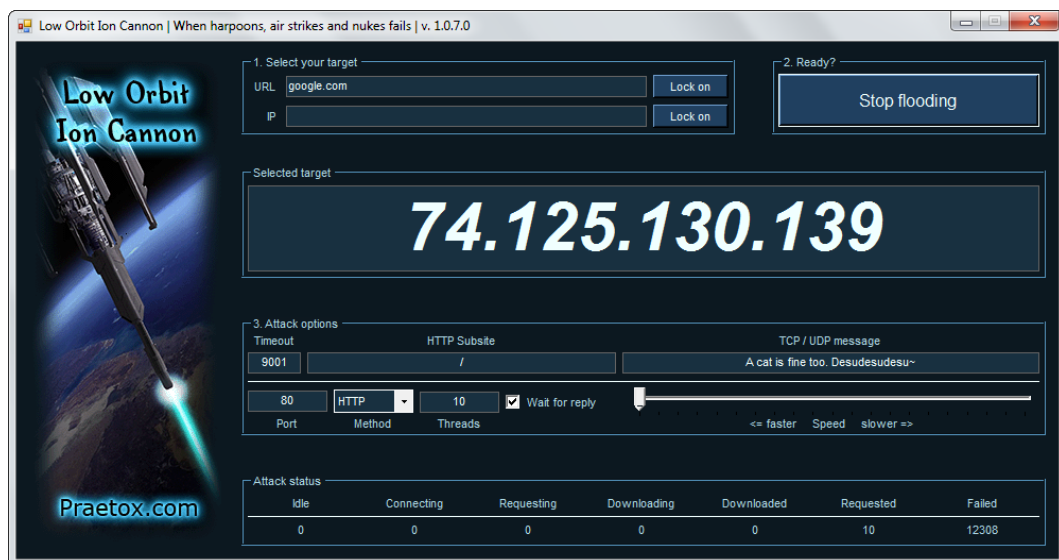 Low Orbit Ion Cannon | When harpoons, air strikes and nukes fails | v. 1.0.7.0
Low Orbit
Ion Cannon
1. Select your target
URL google.com Lock on
IP Lock on
2. Ready?
Stop flooding
Selected target
74.125.130.139
3. Attack options
Timeout HTTP Subsite TCP / UDP message
9001 / A cat is fine too. Desudesudesu~
80 HTTP 10 Wait for reply
Port Method Threads <= faster Speed slower =>
Attack status
Idle Connecting Requesting Downloading Downloaded Requested Failed
0 0 0 0 0 10 12308
Praetox.com